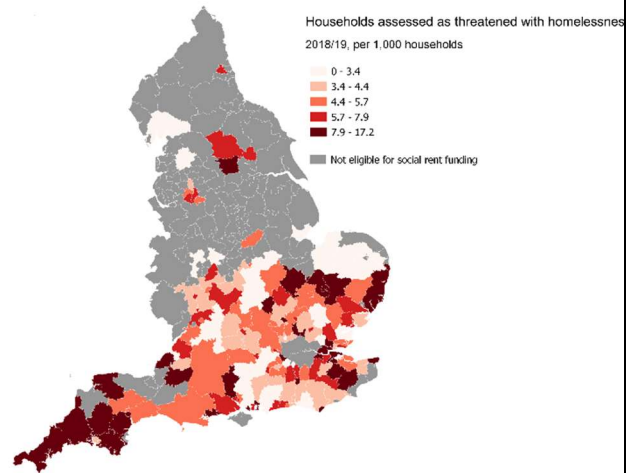 Households assessed as threatened with homelessnes
2018/19, per 1,000 households
0 - 3.4
3.4 - 4.4
4.4 - 5.7
5.7 - 7.9
7.9 - 17.2
Not eligible for social rent funding